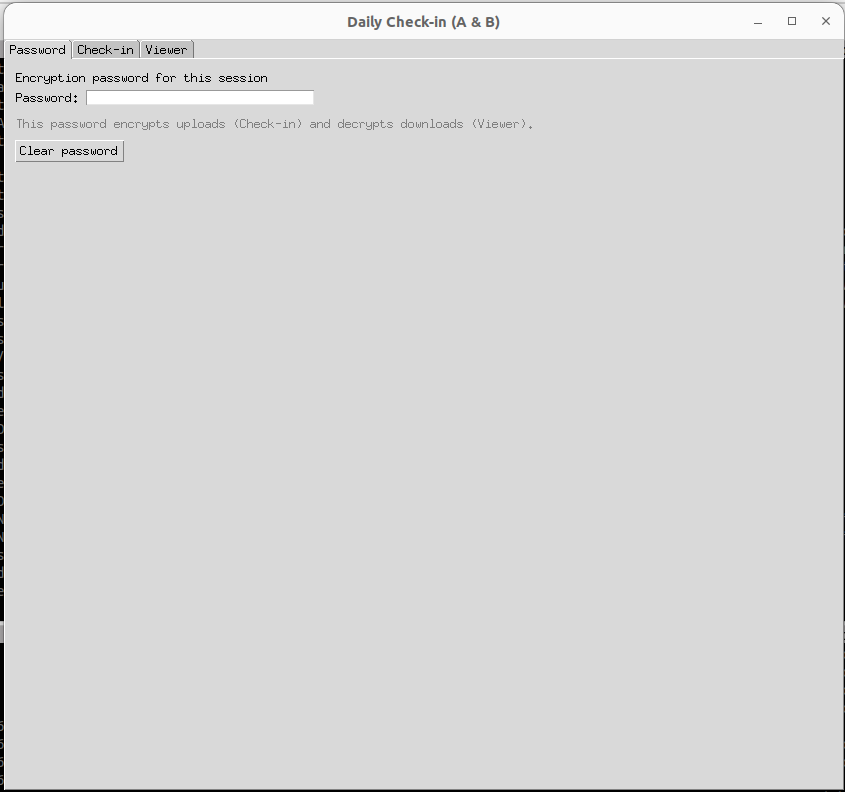 Daily Check-in (A & B)
Password Check-in Viewer
Encryption password for this session
Password:
This password encrypts uploads (Check-in) and decrypts downloads (Viewer).
Clear password